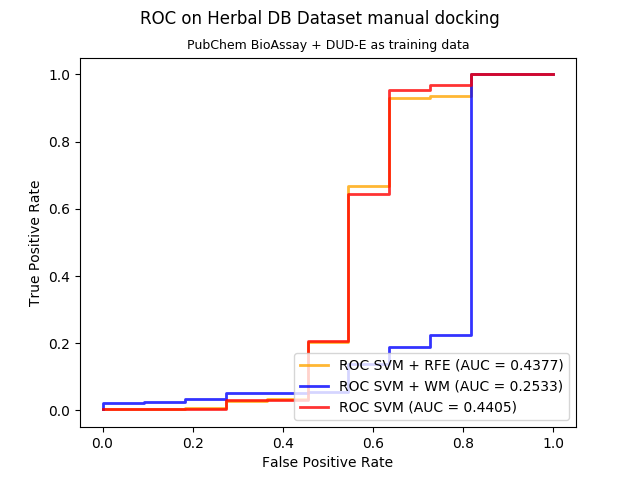 ROC on Herbal DB Dataset manual docking
PubChem BioAssay + DUD-E as training data
1.0
0.8
0.6
0.4
0.2
0.0
True Positive Rate
ROC SVM + RFE (AUC = 0.4377)
ROC SVM + WM (AUC = 0.2533)
ROC SVM (AUC = 0.4405)
0.0 0.2 0.4 0.6 0.8 1.0
False Positive Rate